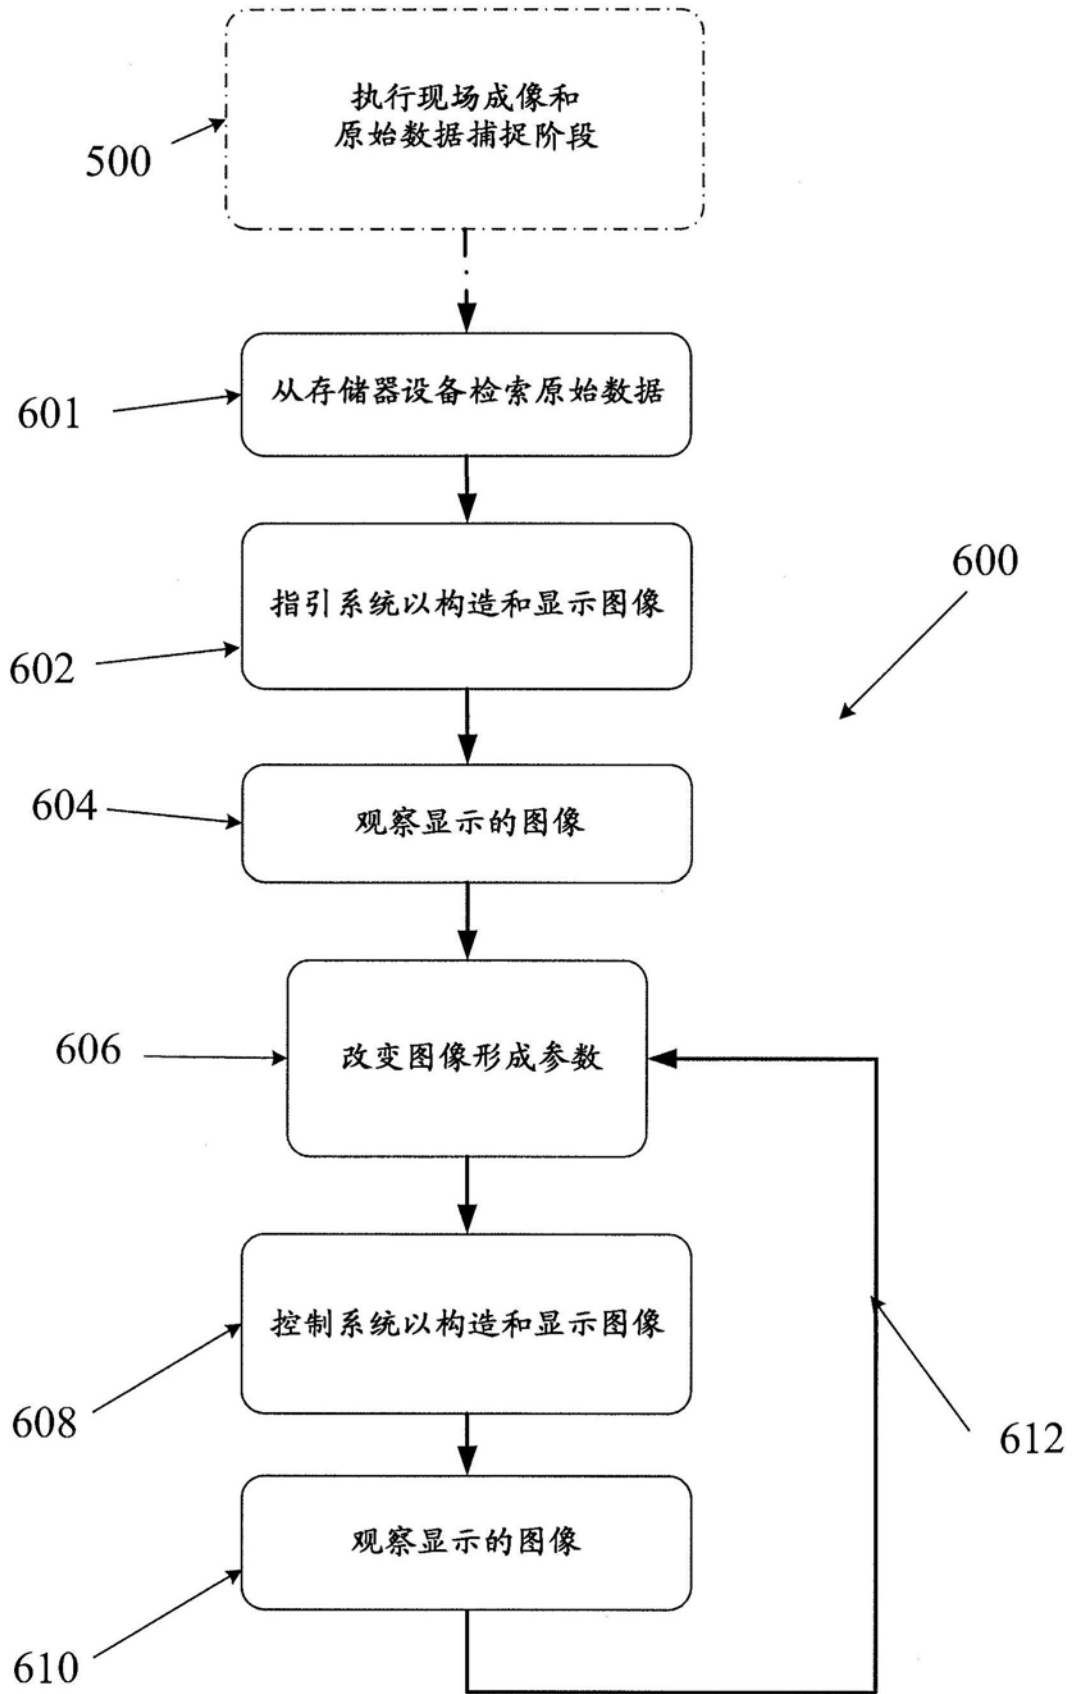 执行现场成像和
原始数据捕捉阶段
500
从存储器设备检索原始数据
601
指引系统以构造和显示图像
600
602
观察显示的图像
604
改变图像形成参数
606
控制系统以构造和显示图像
608
612
观察显示的图像
610